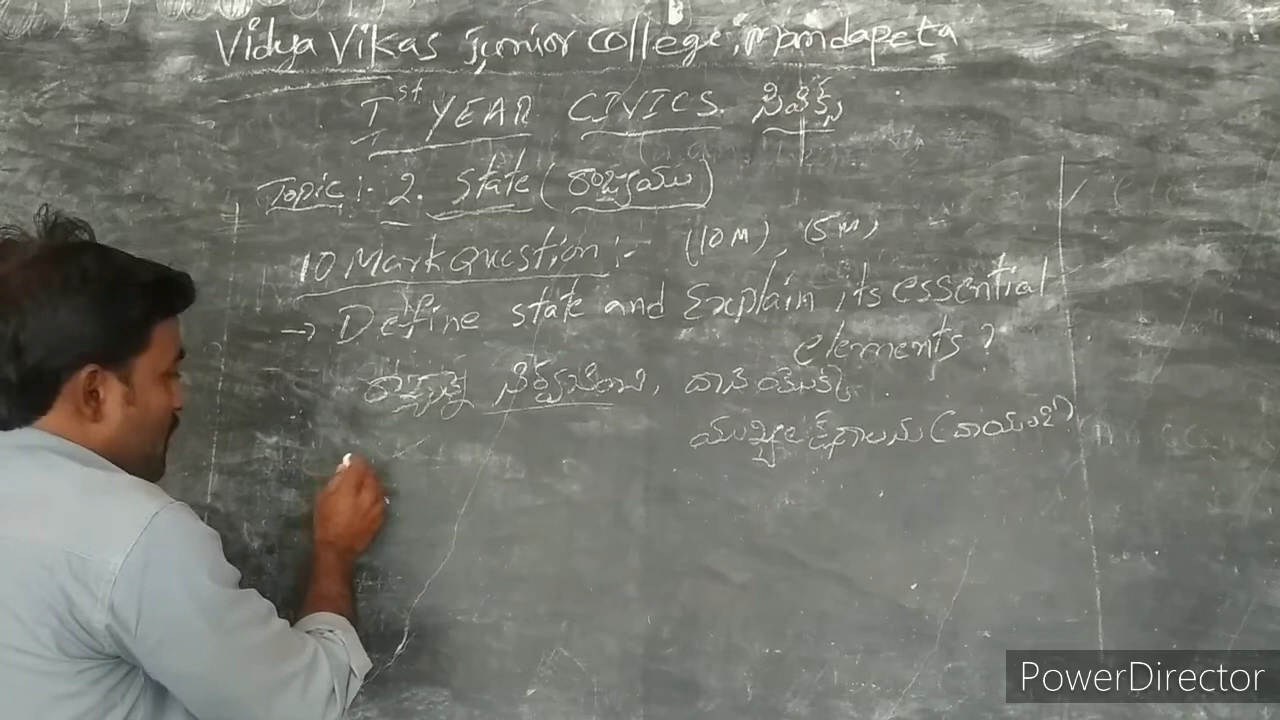 Vidya Vikas junior college, Mandapeta
Ist YEAR CIVICS. సివిక్స్
Topic :- 2. State (రాజ్యము)
10 Mark Question :- (10M) (5M)
→ Define state and Explain its essential
elements?
నిర్వచించి, దాని యొక్క
ముఖ్య లక్షణాలను (వ్రాయండి?)
PowerDirector